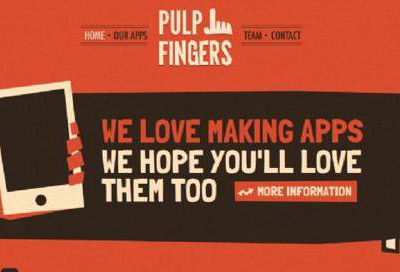 PULP
FINGERS
HOME • OUR APPS
TEAM • CONTACT
WE LOVE MAKING APPS
WE HOPE YOU'LL LOVE
THEM TOO
MORE INFORMATION